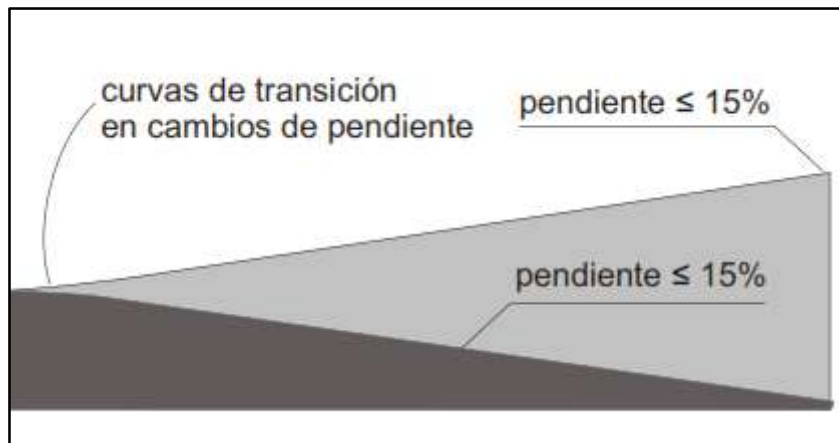 curvas de transición
en cambios de pendiente
pendiente ≤ 15%
pendiente ≤ 15%